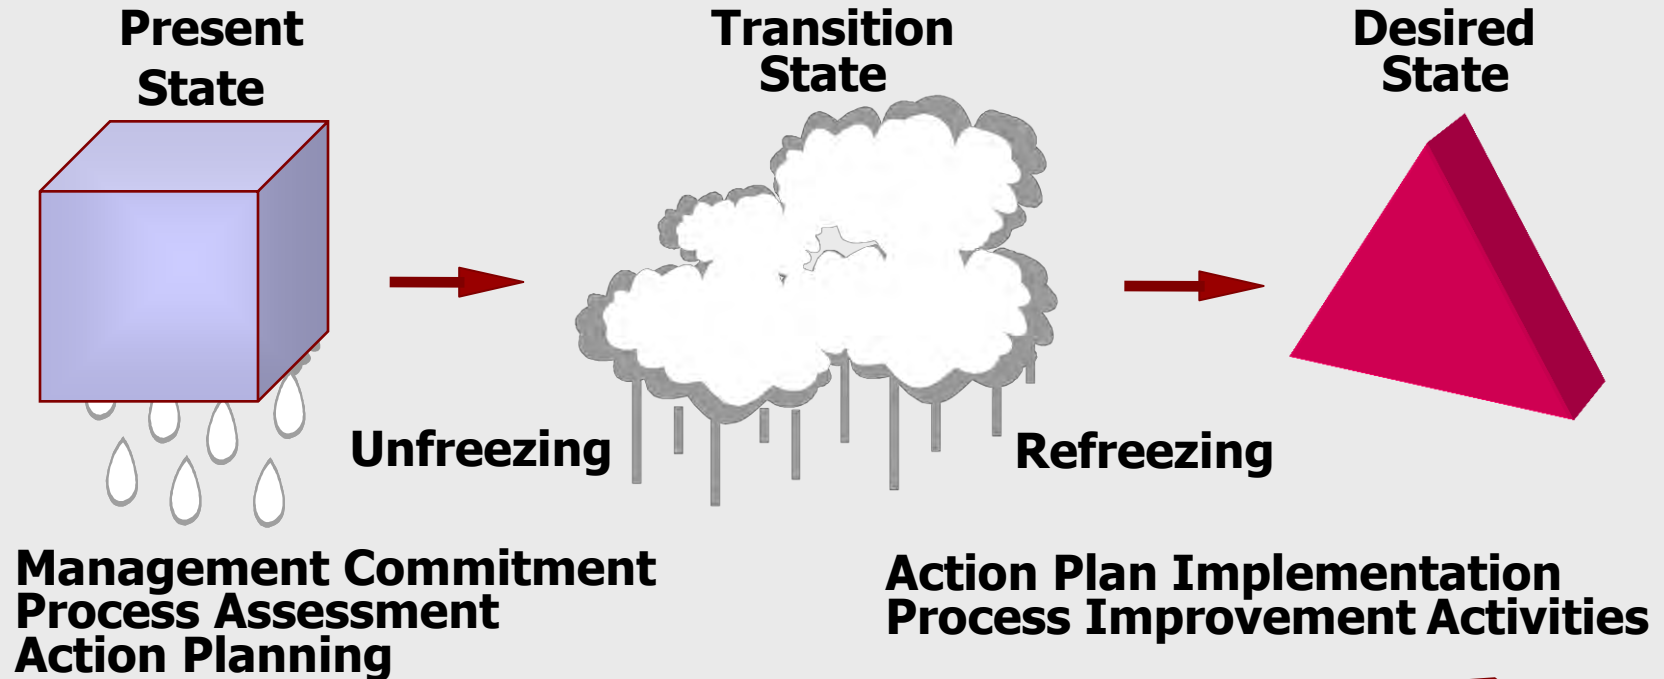 Present
State
Transition
State
Desired
State
Unfreezing
Refreezing
Management Commitment
Process Assessment
Action Planning
Action Plan Implementation
Process Improvement Activities